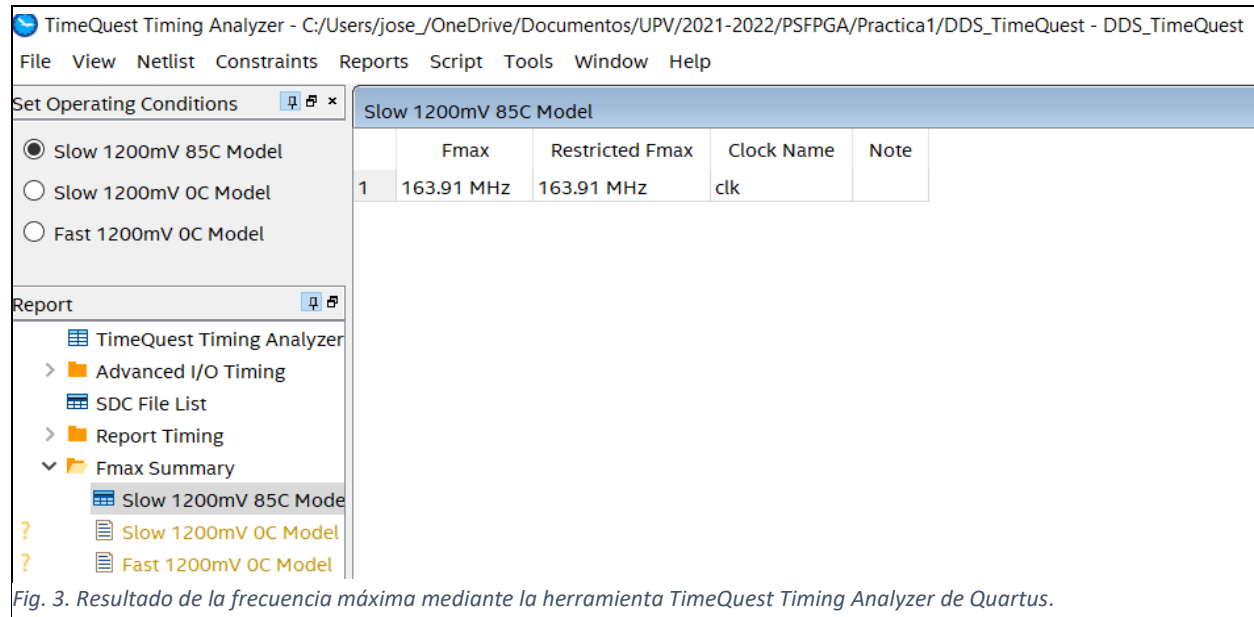 TimeQuest Timing Analyzer - C:/Users/jose_/OneDrive/Documentos/UPV/2021-2022/PSFPGA/Practica1/DDS_TimeQuest - DDS_TimeQuest
File View Netlist Constraints Reports Script Tools Window Help
Set Operating Conditions
Slow 1200mV 85C Model
Slow 1200mV 0C Model
Fast 1200mV 0C Model
Report
TimeQuest Timing Analyzer
Advanced I/O Timing
SDC File List
Report Timing
Fmax Summary
Slow 1200mV 85C Mode
? Slow 1200mV 0C Model
? Fast 1200mV 0C Model
Slow 1200mV 85C Model
Fmax Restricted Fmax Clock Name Note
1 163.91 MHz 163.91 MHz clk
Fig. 3. Resultado de la frecuencia máxima mediante la herramienta TimeQuest Timing Analyzer de Quartus.